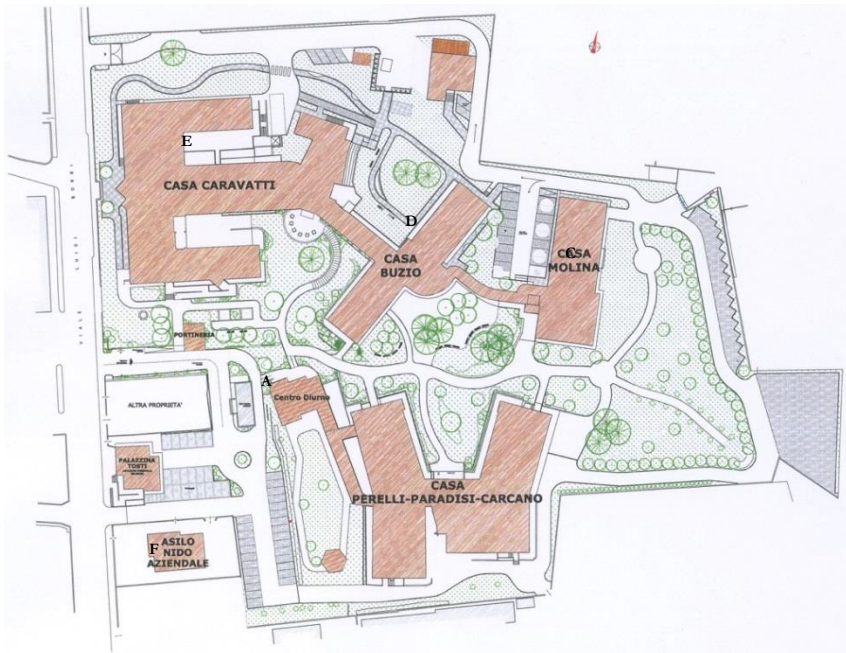 E
CASA CARAVATTI
D
CASA
BUZIO
C
CASA
MOLINA
VIALE LUIGI BORRI
PORTINERIA
A
Centro Diurno
ALTRA PROPRIETA'
PALAZZINA
TOSTI
CASA
PERELLI-PARADISI-CARCANO
F
ASILO
NIDO
AZIENDALE